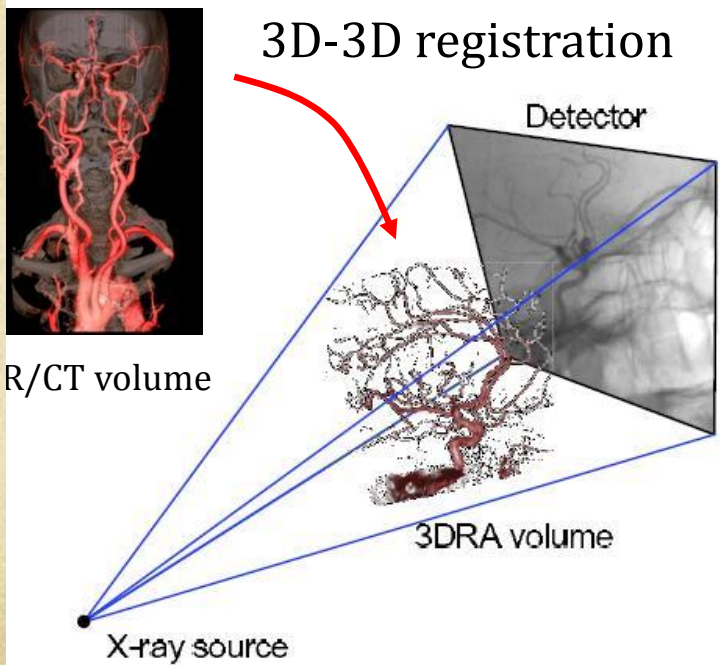 3D-3D registration
Detector
R/CT volume
3DRA volume
X-ray source